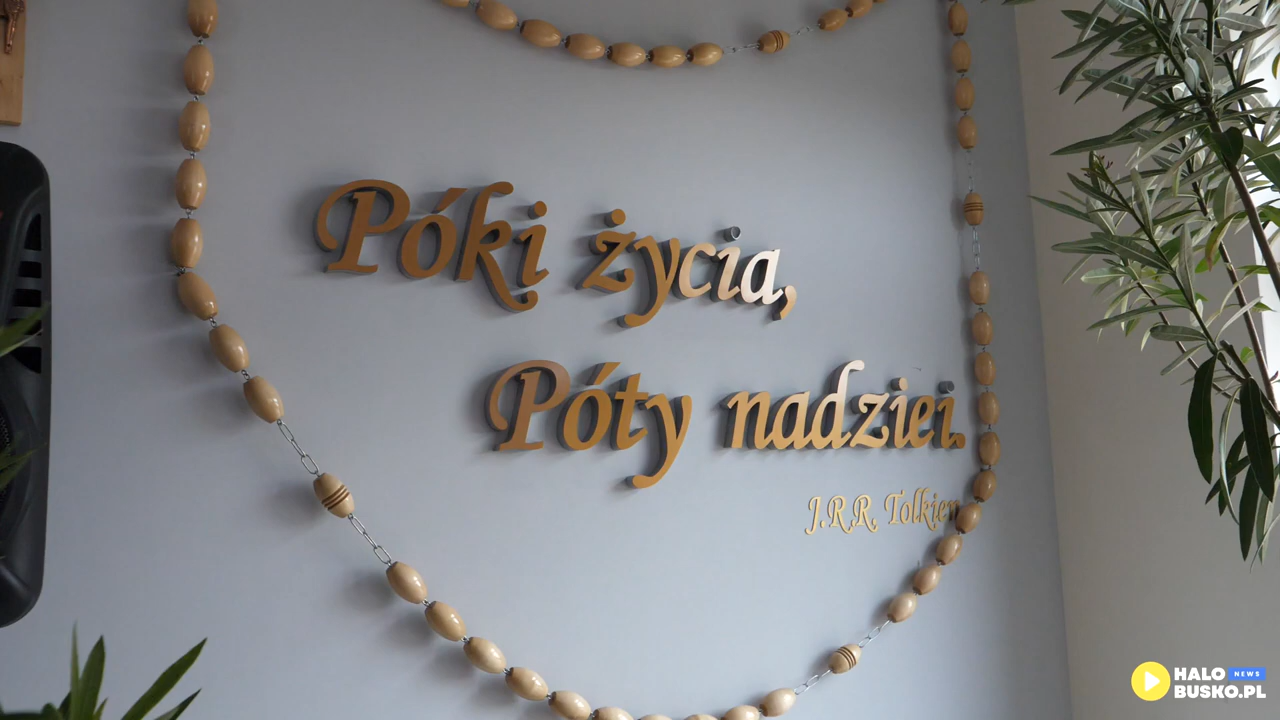 Póki życia,
Póty nadziei.
J.R.R. Tolkien
HALO NEWS
BUSKO.PL